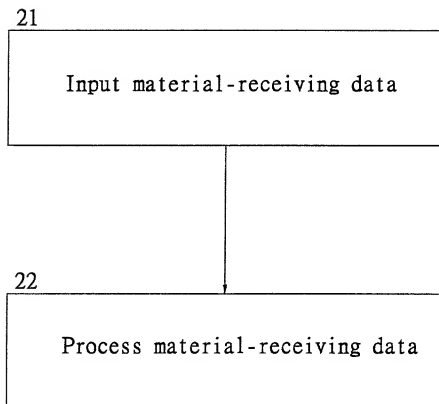 21
Input material-receiving data
22
Process material-receiving data